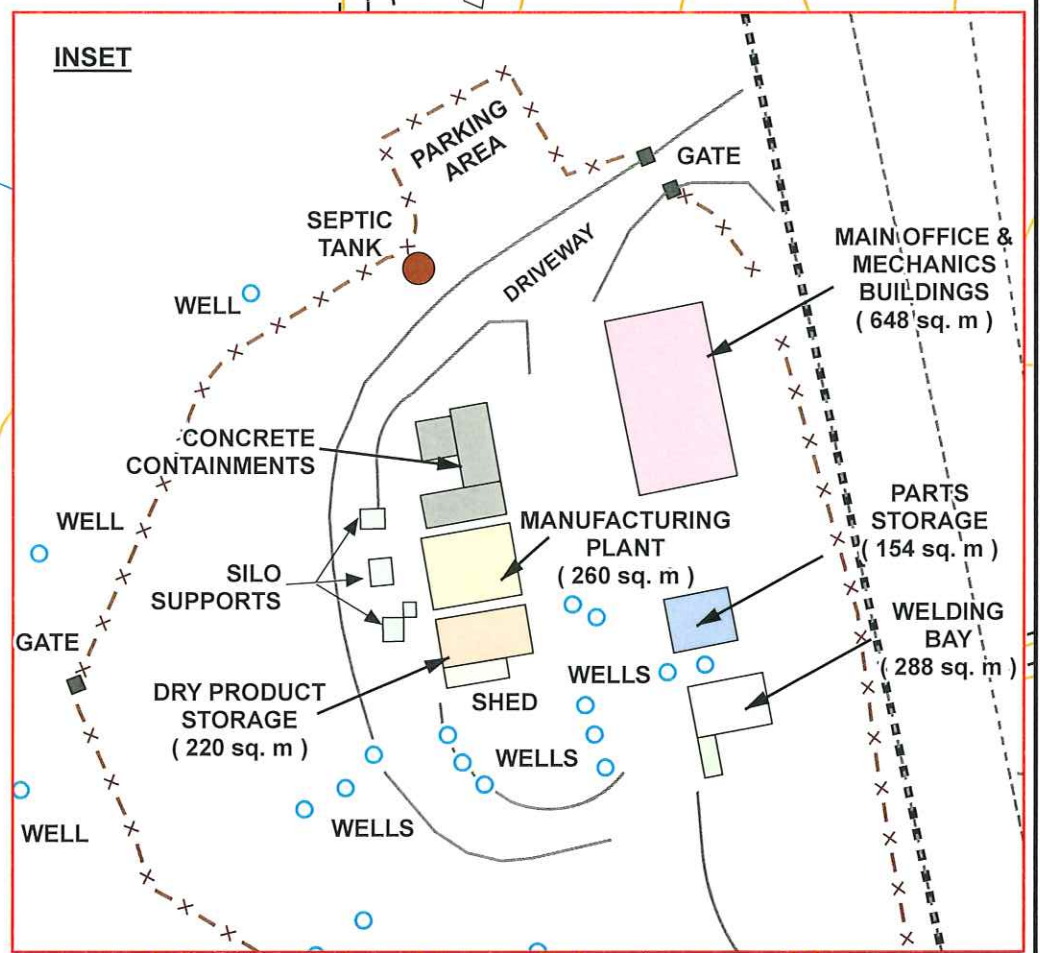 INSET
PARKING
AREA
GATE
SEPTIC
TANK
DRIVEWAY
MAIN OFFICE &
MECHANICS
BUILDINGS
( 648 sq. m )
WELL
CONCRETE
CONTAINMENTS
PARTS
STORAGE
( 154 sq. m )
WELL
MANUFACTURING
PLANT
( 260 sq. m )
SILO
SUPPORTS
WELDING
BAY
( 288 sq. m )
GATE
WELLS
DRY PRODUCT
STORAGE
( 220 sq. m )
SHED
WELLS
WELLS
WELL